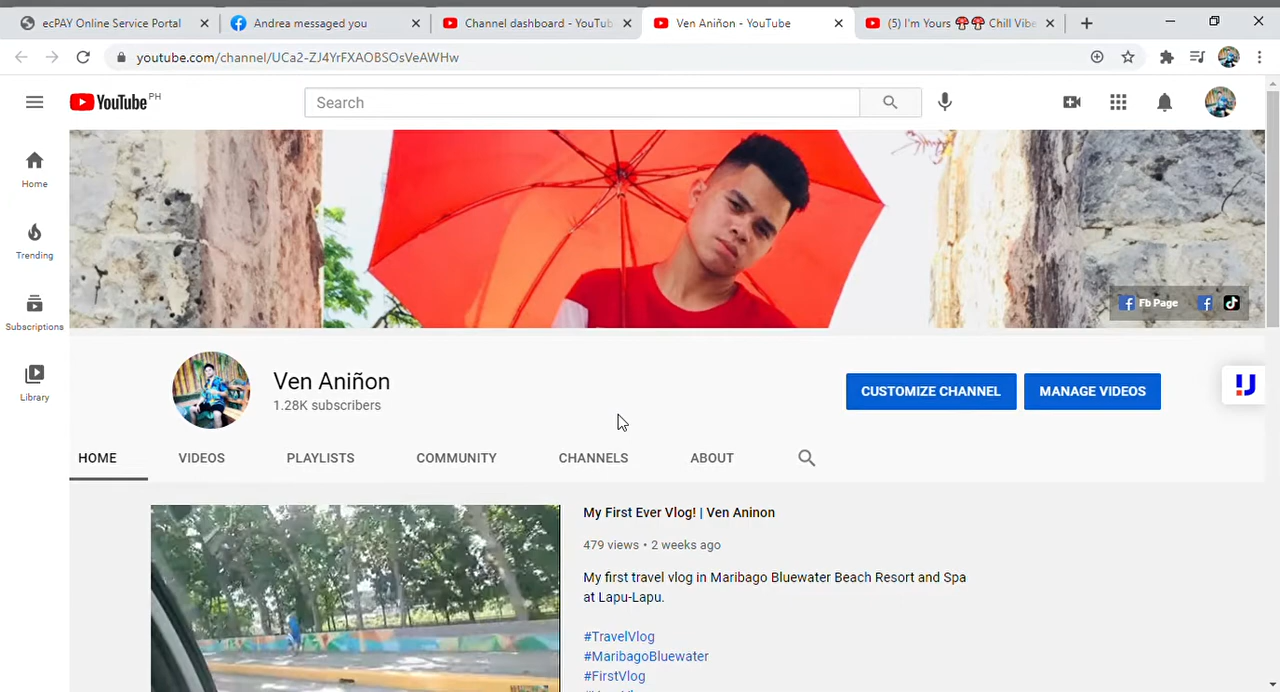 ecPAY Online Service Portal
Andrea messaged you
Channel dashboard - YouTub
Ven Aniñon - YouTube
(5) I'm Yours 🍄🍄 Chill Vibe
youtube.com/channel/UCa2-ZJ4YrFXAOBSOsVeAWHw
YouTube PH
Search
Home
Trending
Subscriptions
Library
Fb Page
Ven Aniñon
1.28K subscribers
CUSTOMIZE CHANNEL
MANAGE VIDEOS
HOME
VIDEOS
PLAYLISTS
COMMUNITY
CHANNELS
ABOUT
My First Ever Vlog! | Ven Aninon
479 views • 2 weeks ago
My first travel vlog in Maribago Bluewater Beach Resort and Spa
at Lapu-Lapu.
#TravelVlog
#MaribagoBluewater
#FirstVlog